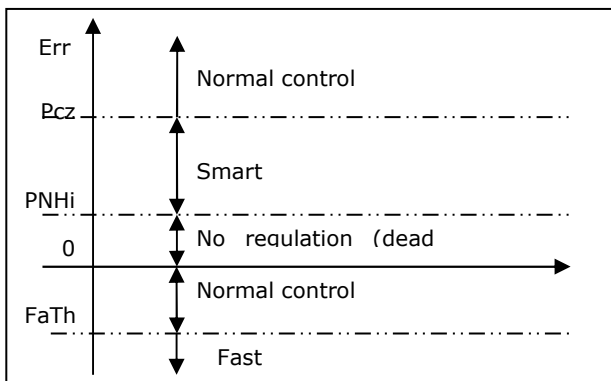 Err
Normal control
Pcz
Smart
PNHi
No regulation (dead
0
Normal control
FaTh
Fast